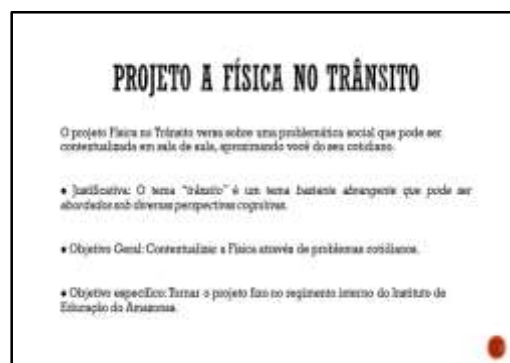 PROJETO A FÍSICA NO TRÂNSITO
O projeto Física no Trânsito versa sobre uma problemática social que pode ser
contextualizada em sala de aula, aproximando você do seu cotidiano.
● Justificativa: O tema "trânsito" é um tema bastante abrangente que pode ser
abordados sob diversas perspectivas cognitivas.
● Objetivo Geral: Contextualizar a Física através de problemas cotidianos.
● Objetivo específico: Tornar o projeto fixo no regimento interno do Instituto de
Educação do Amazonas.